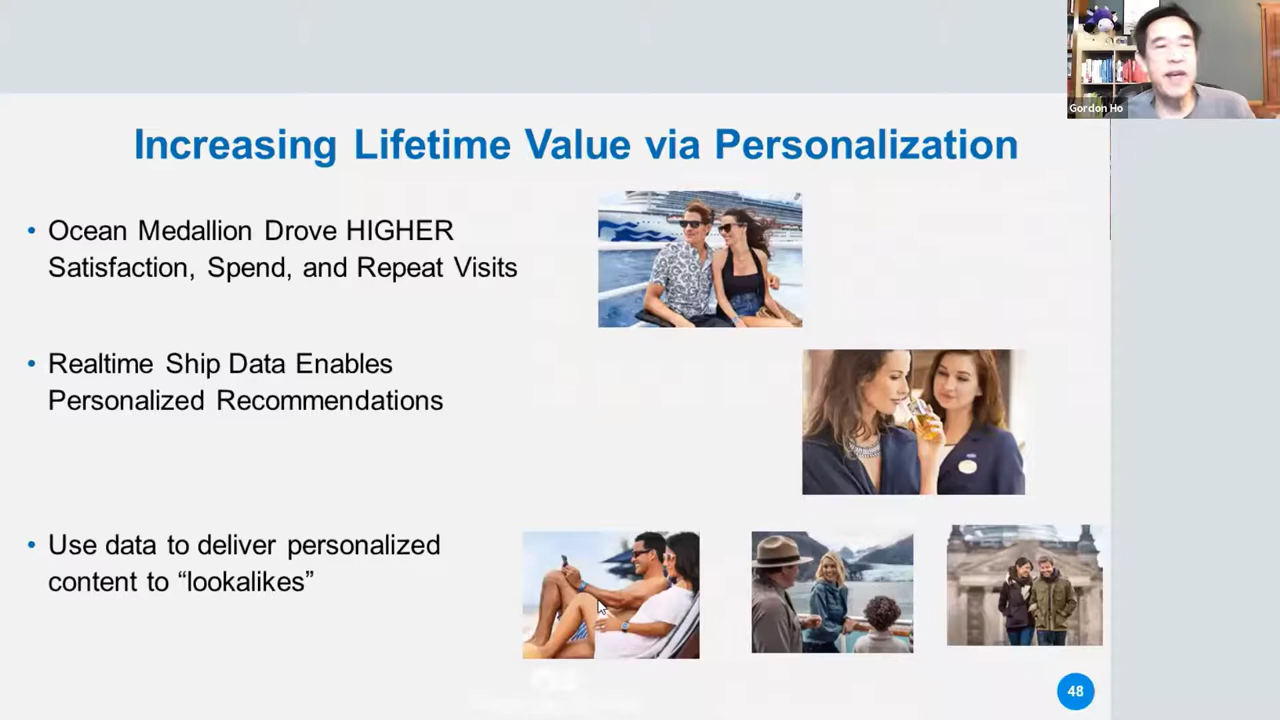 Gordon Ho
Increasing Lifetime Value via Personalization
• Ocean Medallion Drove HIGHER
Satisfaction, Spend, and Repeat Visits
• Realtime Ship Data Enables
Personalized Recommendations
• Use data to deliver personalized
content to “lookalikes”
48